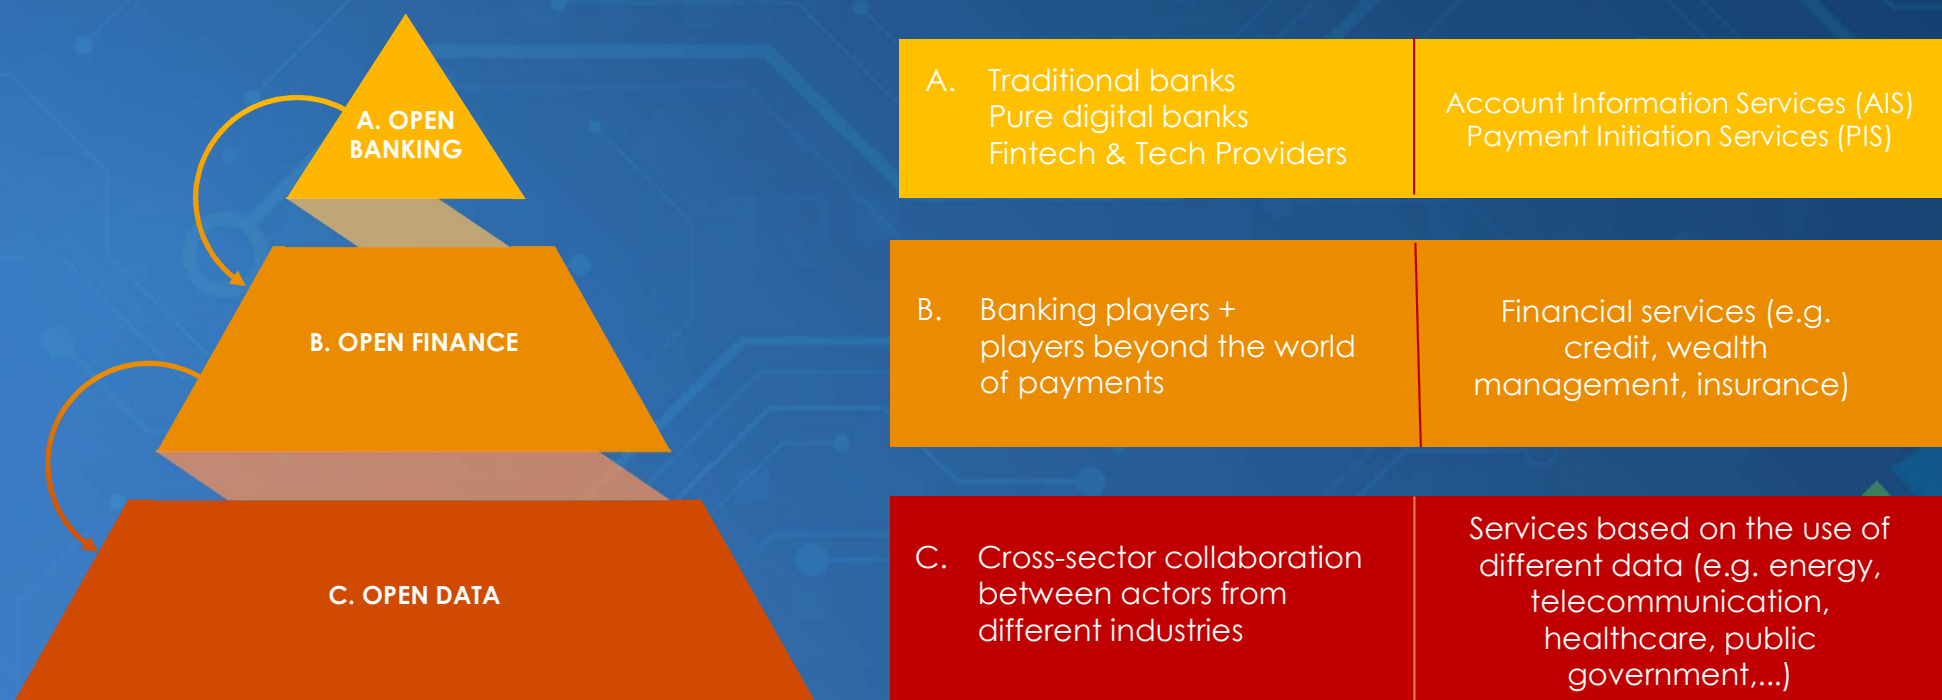 A. OPEN
BANKING
B. OPEN FINANCE
C. OPEN DATA
A. Traditional banks
Pure digital banks
Fintech & Tech Providers
Account Information Services (AIS)
Payment Initiation Services (PIS)
B. Banking players +
players beyond the world
of payments
Financial services (e.g.
credit, wealth
management, insurance)
C. Cross-sector collaboration
between actors from
different industries
Services based on the use of
different data (e.g. energy,
telecommunication,
healthcare, public
government,...)